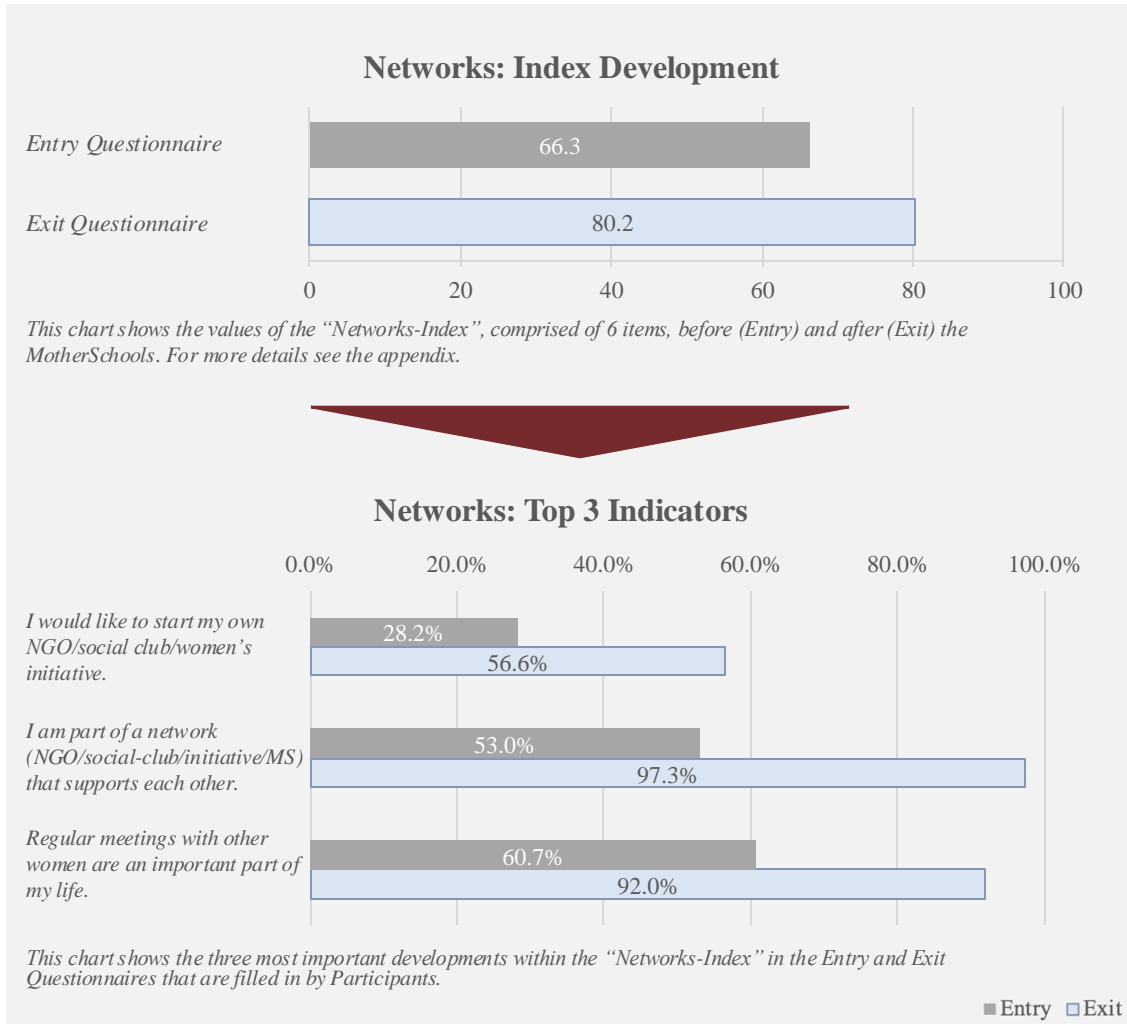 Networks: Index Development
Entry Questionnaire
66.3
Exit Questionnaire
80.2
0 20 40 60 80 100
This chart shows the values of the “Networks-Index”, comprised of 6 items, before (Entry) and after (Exit) the
MotherSchools. For more details see the appendix.
Networks: Top 3 Indicators
0.0% 20.0% 40.0% 60.0% 80.0% 100.0%
I would like to start my own
NGO/social club/women’s
initiative.
28.2%
56.6%
I am part of a network
(NGO/social-club/initiative/MS)
that supports each other.
53.0%
97.3%
Regular meetings with other
women are an important part of
my life.
60.7%
92.0%
This chart shows the three most important developments within the “Networks-Index” in the Entry and Exit
Questionnaires that are filled in by Participants.
Entry Exit